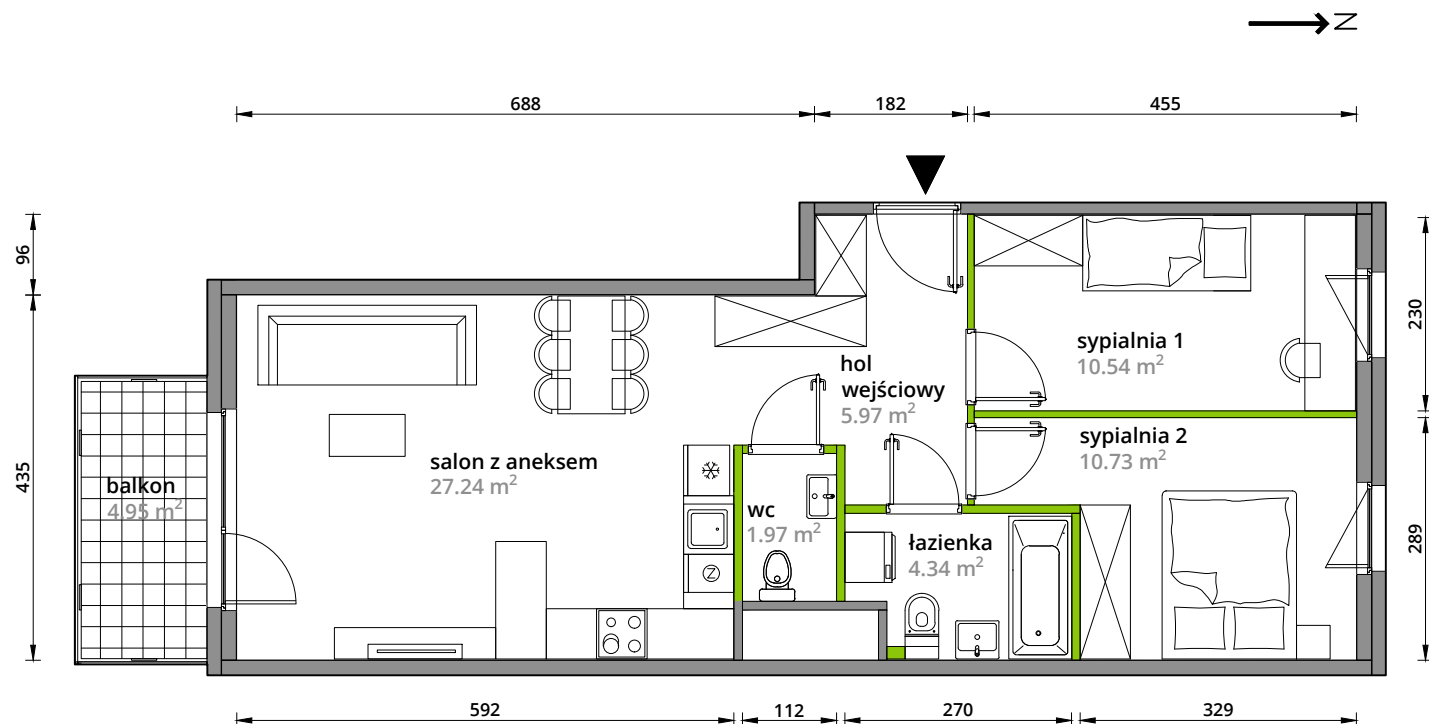 N
688
182
455
96
435
230
289
hol
wejściowy
5.97 m²
sypialnia 1
10.54 m²
sypialnia 2
10.73 m²
salon z aneksem
27.24 m²
balkon
4.95 m²
wc
1.97 m²
łazienka
4.34 m²
Z
592
112
270
329